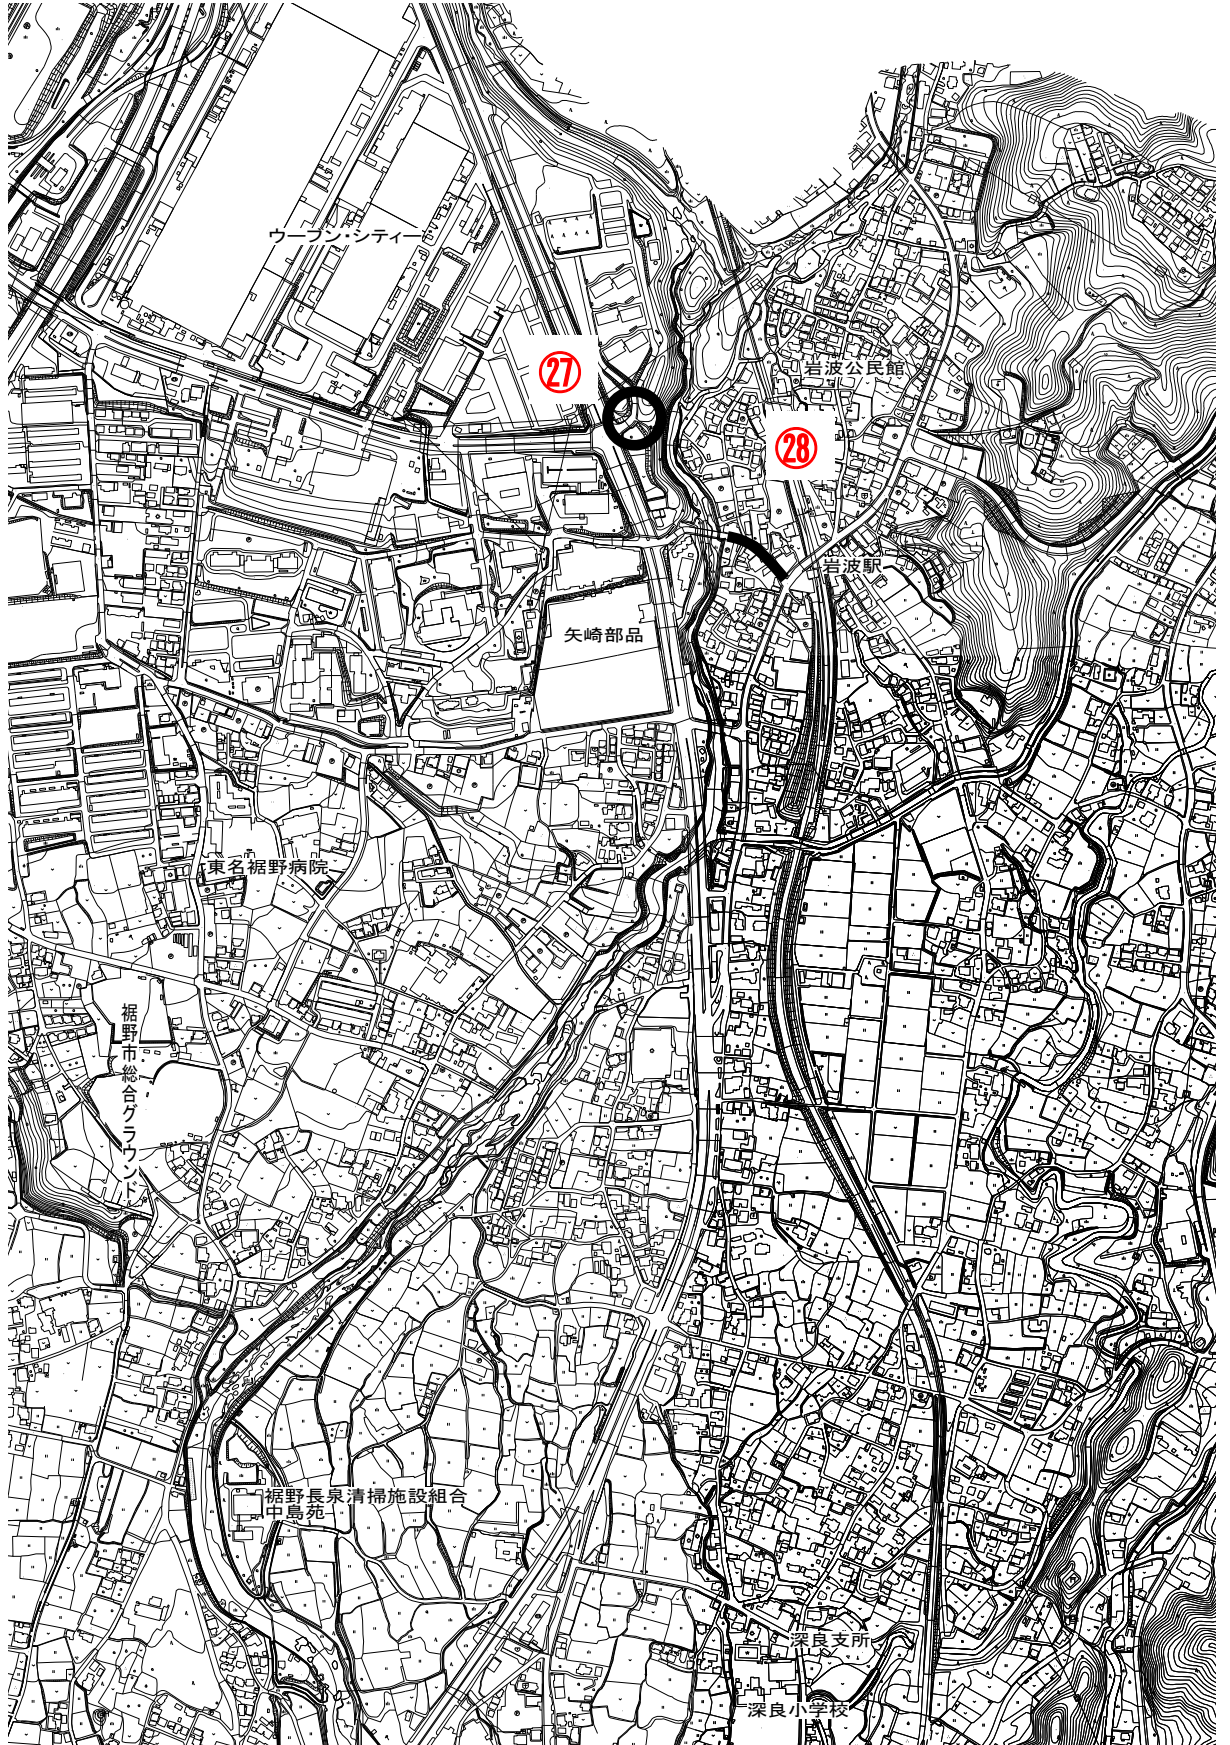 ウーブン・シティー
㉗
岩波公民館
㉘
岩波駅
矢崎部品
東名裾野病院
裾野市総合グラウンド
裾野長泉清掃施設組合
中島苑
深良支所
深良小学校